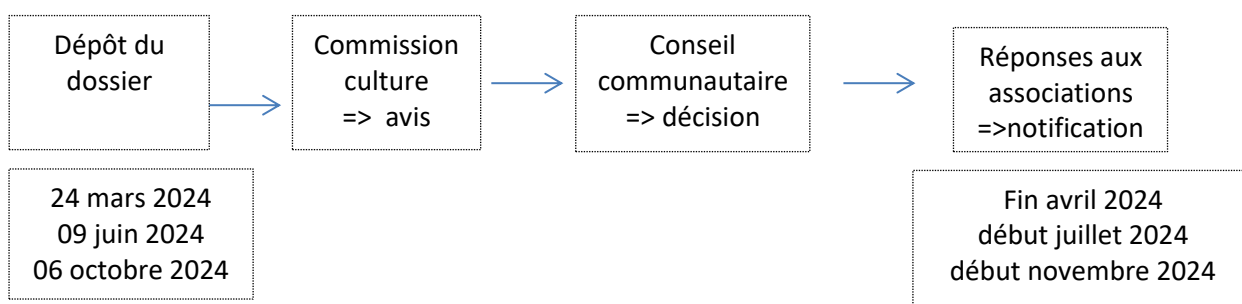 Dépôt du
dossier
Commission
culture
=> avis
Conseil
communautaire
=> décision
Réponses aux
associations
=>notification
24 mars 2024
09 juin 2024
06 octobre 2024
Fin avril 2024
début juillet 2024
début novembre 2024